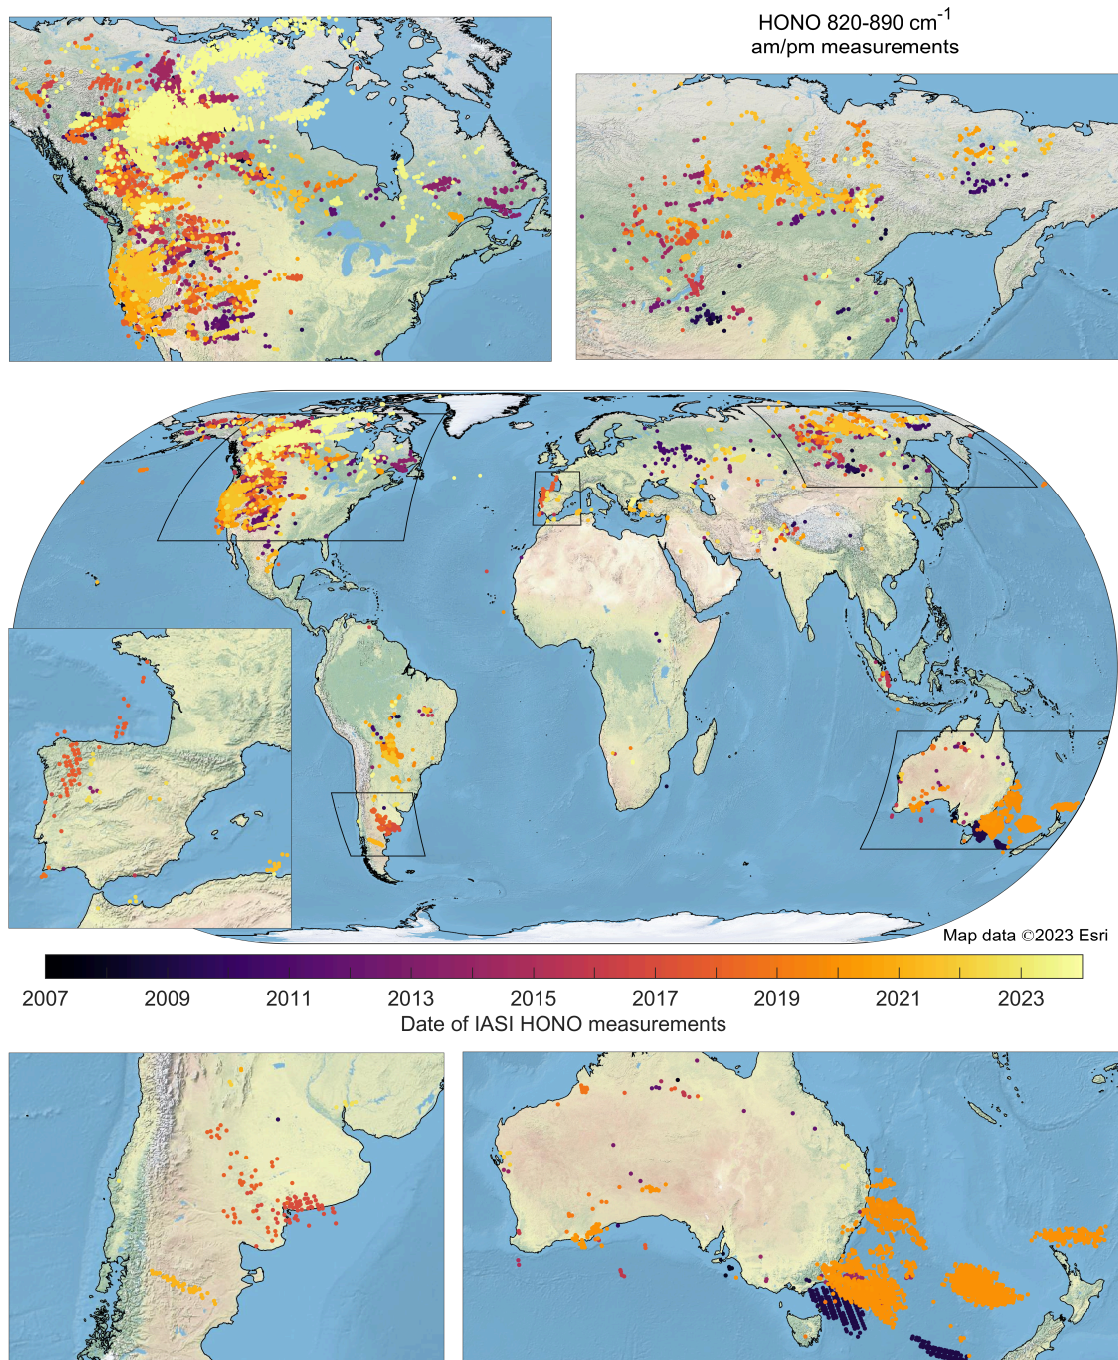 HONO 820-890 cm-1
am/pm measurements
Map data ©2023 Esri
2007 2009 2011 2013 2015 2017 2019 2021 2023
Date of IASI HONO measurements